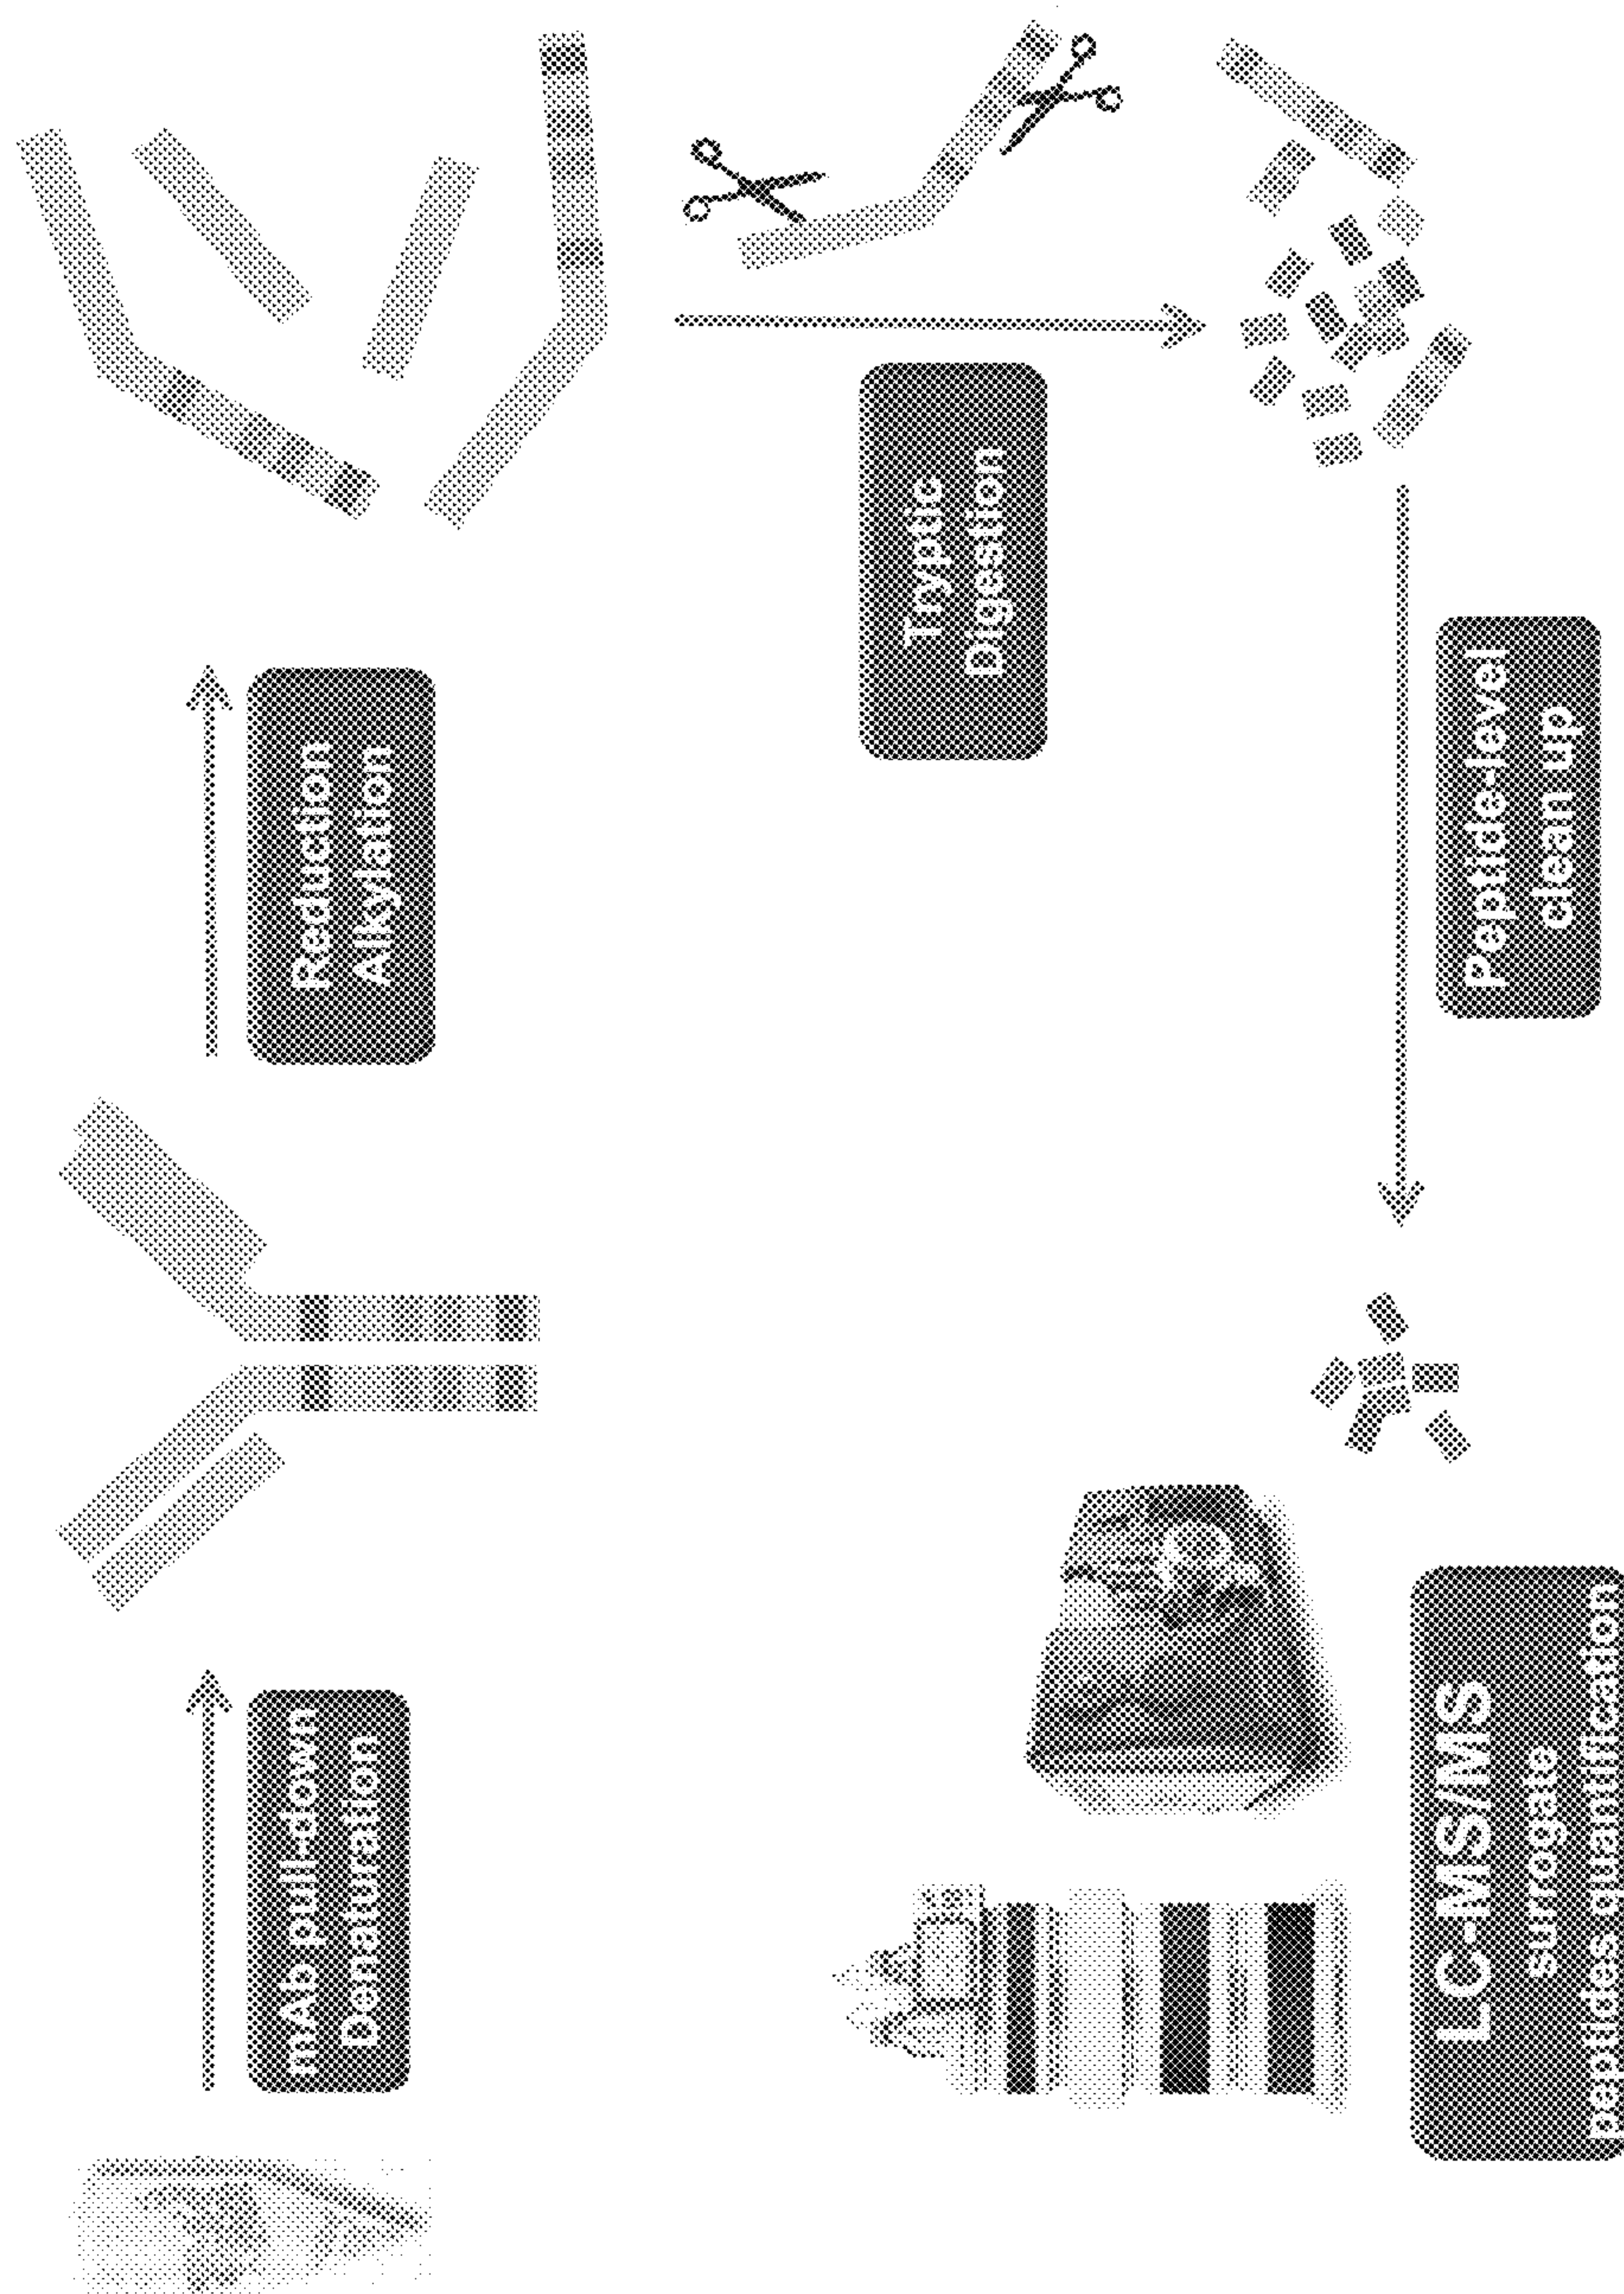 mAb pull-down
Denaturation
Reduction
Alkylation
Tryptic
Digestion
Peptide-level
clean up
LC-MS/MS
surrogate
peptides quantification